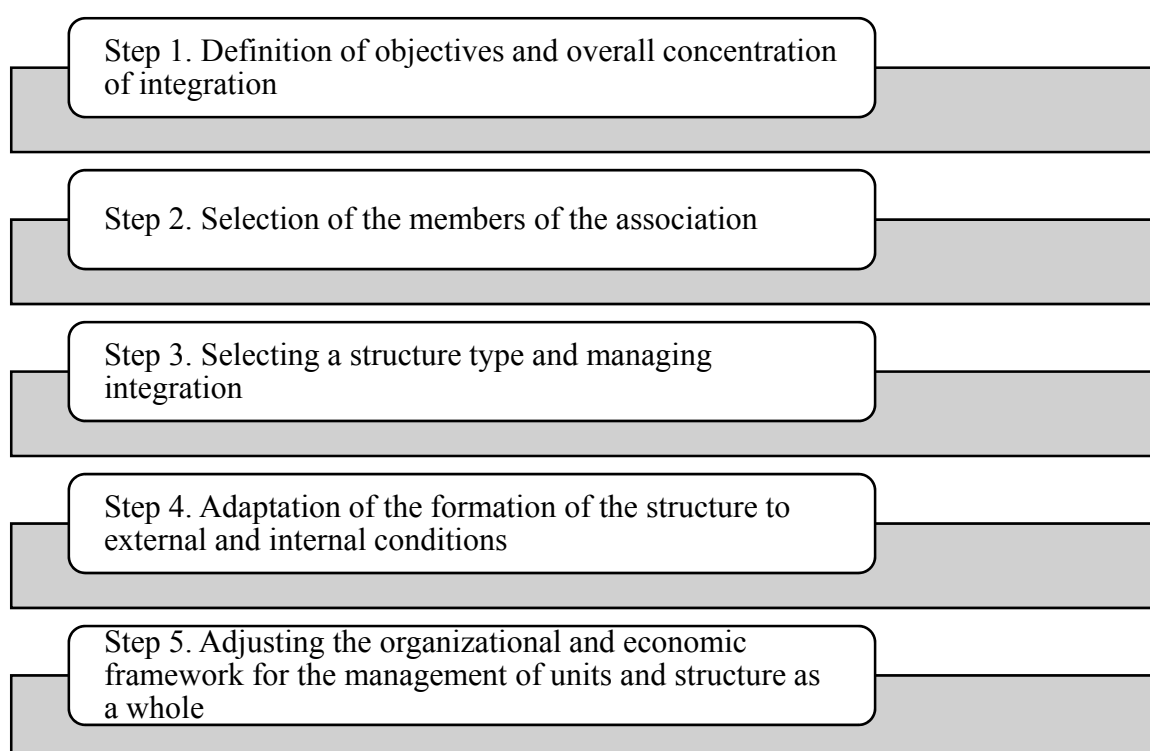 Step 1. Definition of objectives and overall concentration
of integration
Step 2. Selection of the members of the association
Step 3. Selecting a structure type and managing
integration
Step 4. Adaptation of the formation of the structure to
external and internal conditions
Step 5. Adjusting the organizational and economic
framework for the management of units and structure as
a whole